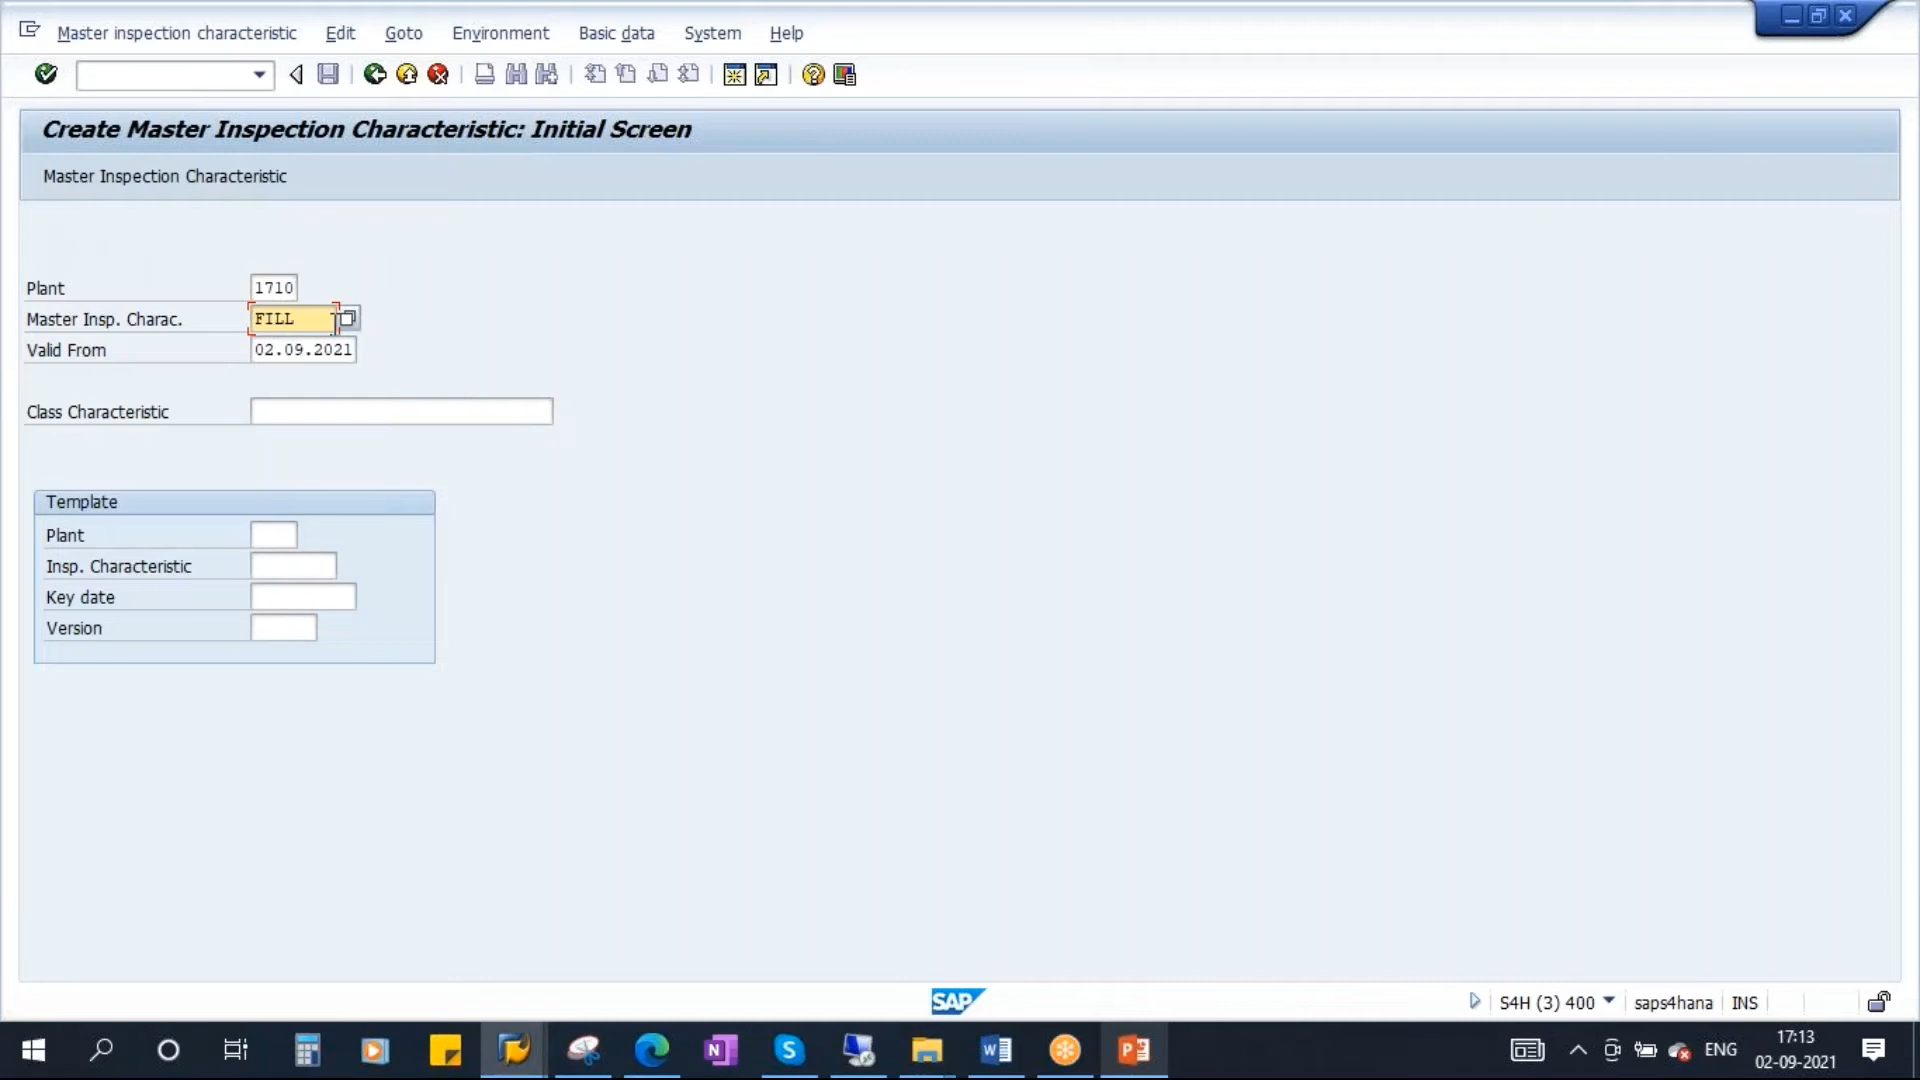 Master inspection characteristic Edit Goto Environment Basic data System Help
Create Master Inspection Characteristic: Initial Screen
Master Inspection Characteristic
Plant 1710
Master Insp. Charac. FILL
Valid From 02.09.2021
Class Characteristic
Template
Plant
Insp. Characteristic
Key date
Version
SAP
S4H (3) 400 saps4hana INS
N S W P
ENG
17:13
02-09-2021